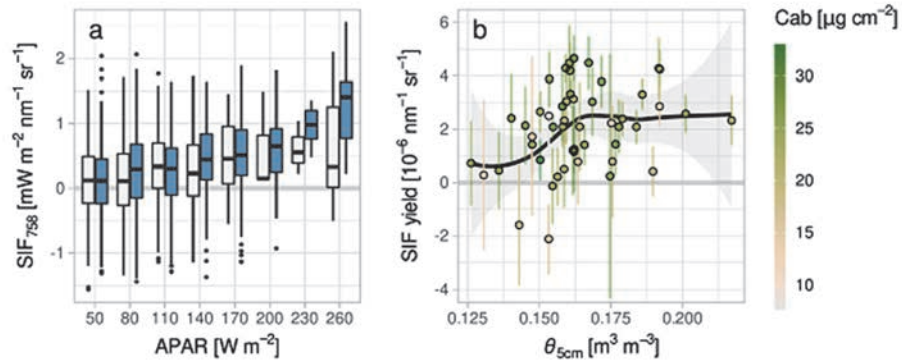 a
SIF758 [mW m−2 nm−1 sr−1]
2
1
0
-1
50 80 110 140 170 200 230 260
APAR [W m−2]
b
SIF yield [10−6 nm−1 sr−1]
6
4
2
0
-2
-4
0.125 0.150 0.175 0.200
θ5cm [m3 m−3]
Cab [µg cm−2]
30
25
20
15
10